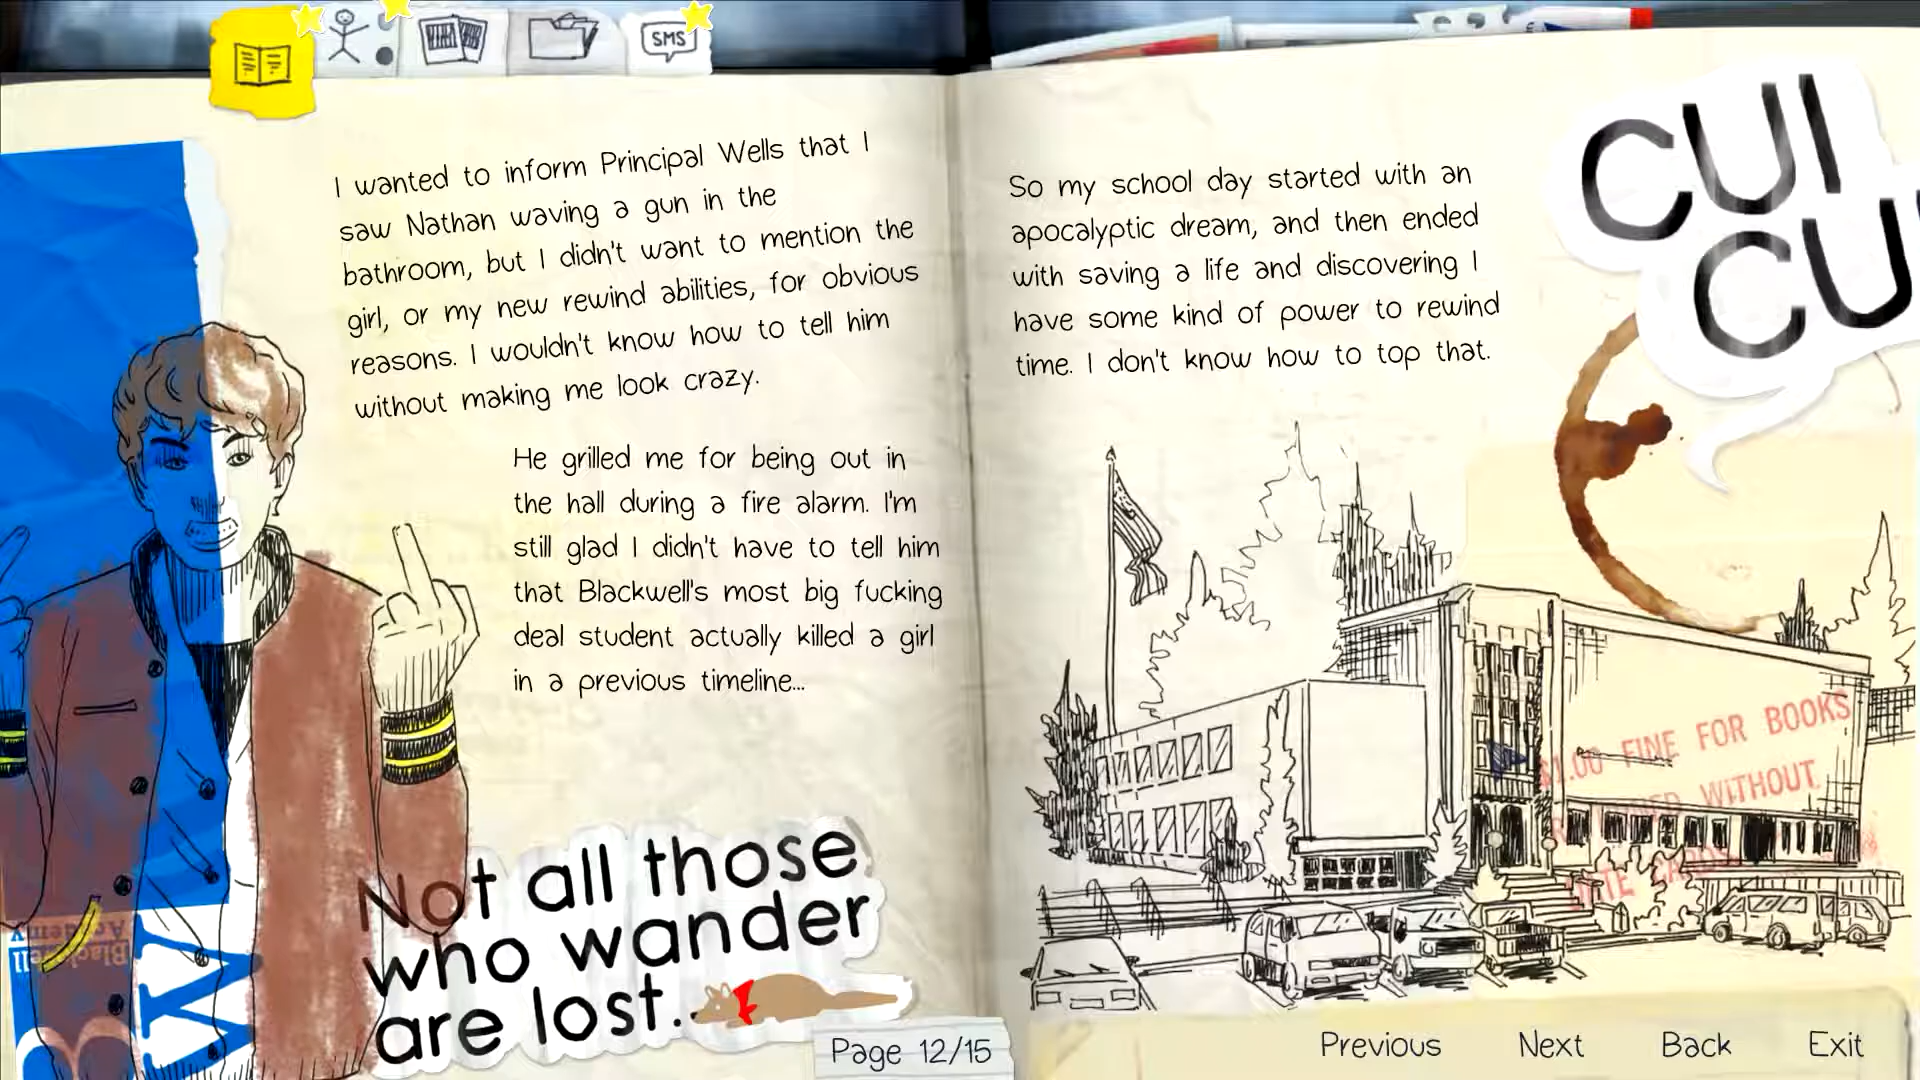 SMS
I wanted to inform Principal Wells that I
saw Nathan waving a gun in the
bathroom, but I didn't want to mention the
girl, or my new rewind abilities, for obvious
reasons. I wouldn't know how to tell him
without making me look crazy.
He grilled me for being out in
the hall during a fire alarm. I'm
still glad I didn't have to tell him
that Blackwell's most big fucking
deal student actually killed a girl
in a previous timeline...
Not all those
who wander
are lost.
Page 12/15
So my school day started with an
apocalyptic dream, and then ended
with saving a life and discovering I
have some kind of power to rewind
time. I don't know how to top that.
CUI
CU
$1.00 FINE FOR BOOKS
WITHOUT
Previous Next Back Exit